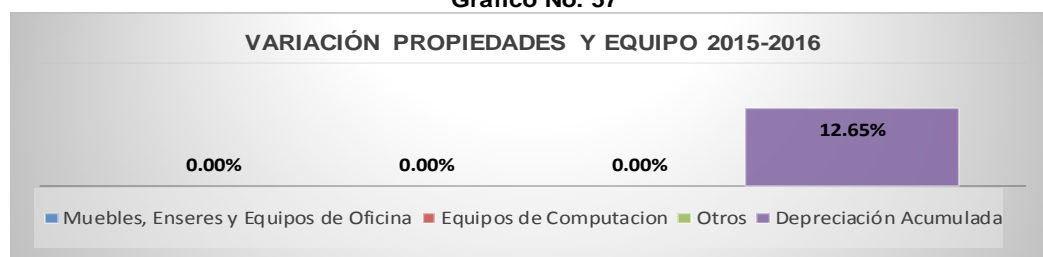 Gráfico No. 57
VARIACIÓN PROPIEDADES Y EQUIPO 2015-2016
12.65%
0.00% 0.00% 0.00%
Muebles, Enseres y Equipos de Oficina Equipos de Computacion Otros Depreciación Acumulada